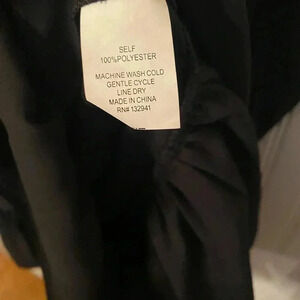 SELF
100%POLYESTER
MACHINE WASH COLD
GENTLE CYCLE
LINE DRY
MADE IN CHINA
RN# 132941